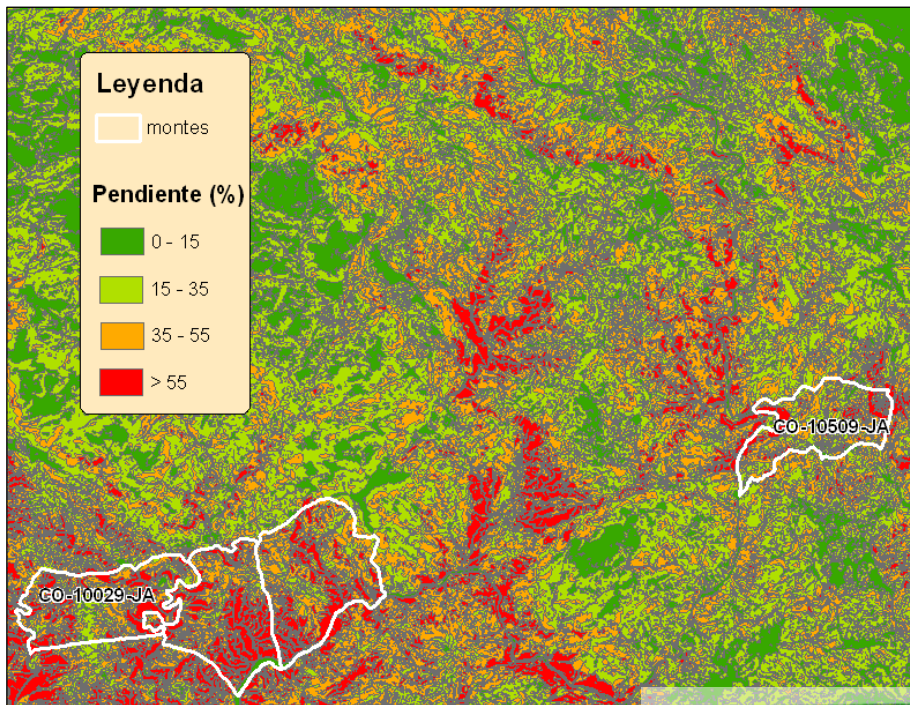 Leyenda
montes
Pendiente (%)
0 - 15
15 - 35
35 - 55
> 55
CO-10509-JA
CO-10029-JA